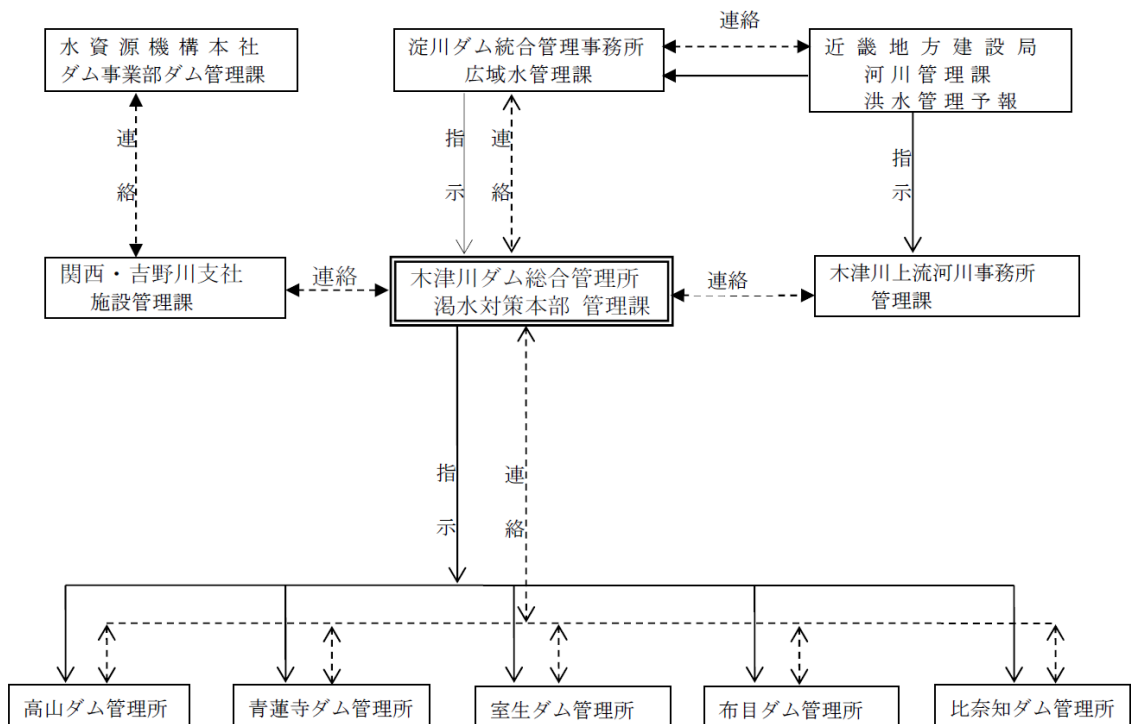 連絡
水資源機構本社
ダム事業部ダム管理課
淀川ダム統合管理事務所
広域水管理課
近畿地方建設局
河川管理課
洪水管理予報
連絡
指示
連絡
指示
関西・吉野川支社
施設管理課
連絡
木津川ダム総合管理所
渇水対策本部 管理課
連絡
木津川上流河川事務所
管理課
指示
連絡
高山ダム管理所
青蓮寺ダム管理所
室生ダム管理所
布目ダム管理所
比奈知ダム管理所